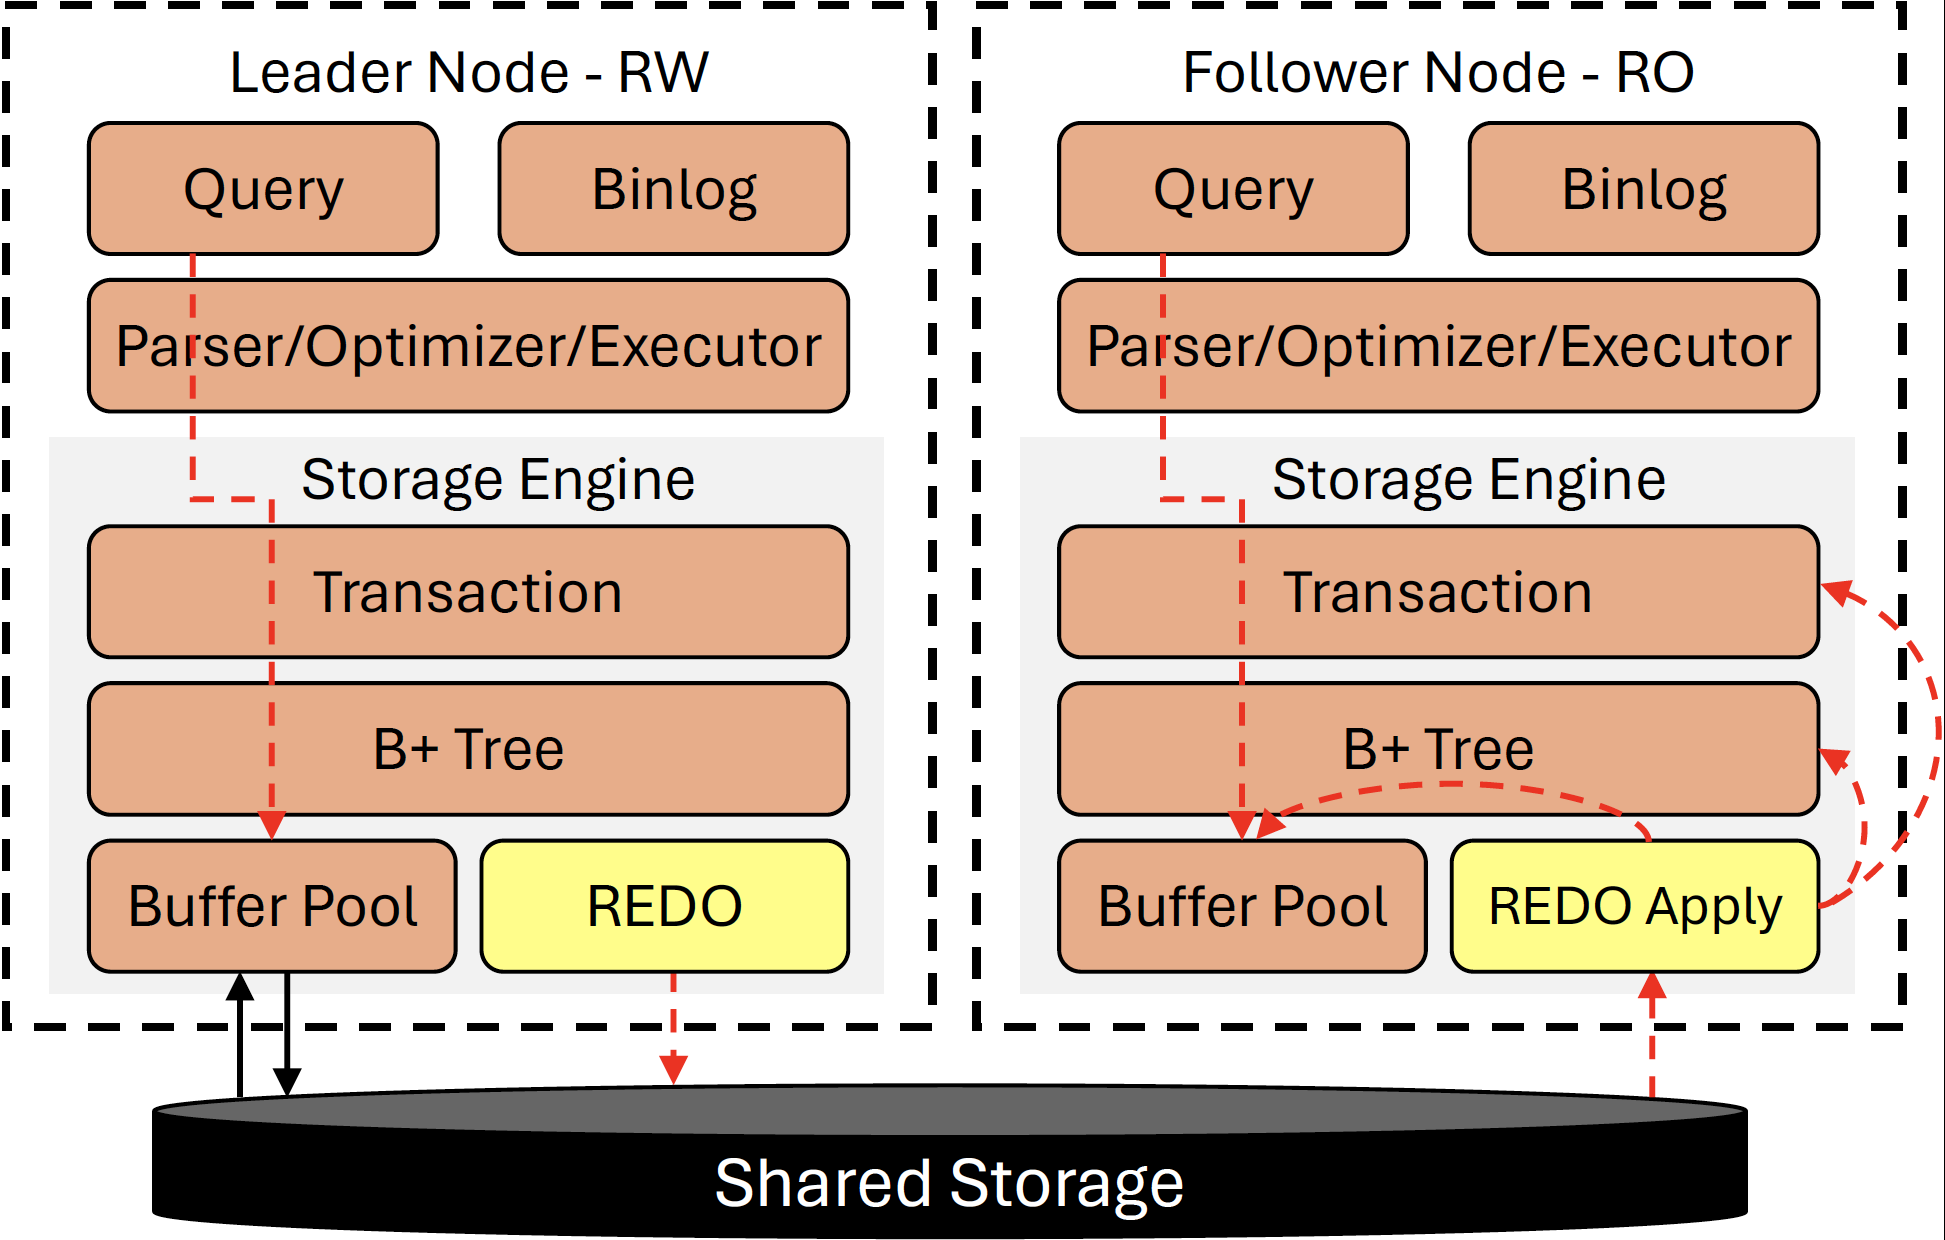 Leader Node - RW
Query
Binlog
Parser/Optimizer/Executor
Storage Engine
Transaction
B+ Tree
Buffer Pool
REDO
Follower Node - RO
Query
Binlog
Parser/Optimizer/Executor
Storage Engine
Transaction
B+ Tree
Buffer Pool
REDO Apply
Shared Storage